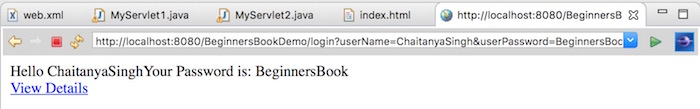 web.xml MyServlet1.java MyServlet2.java index.html http://localhost:8080/BeginnersB
http://localhost:8080/BeginnersBookDemo/login?userName=ChaitanyaSingh&userPassword=BeginnersBoc
Hello ChaitanyaSinghYour Password is: BeginnersBook
View Details